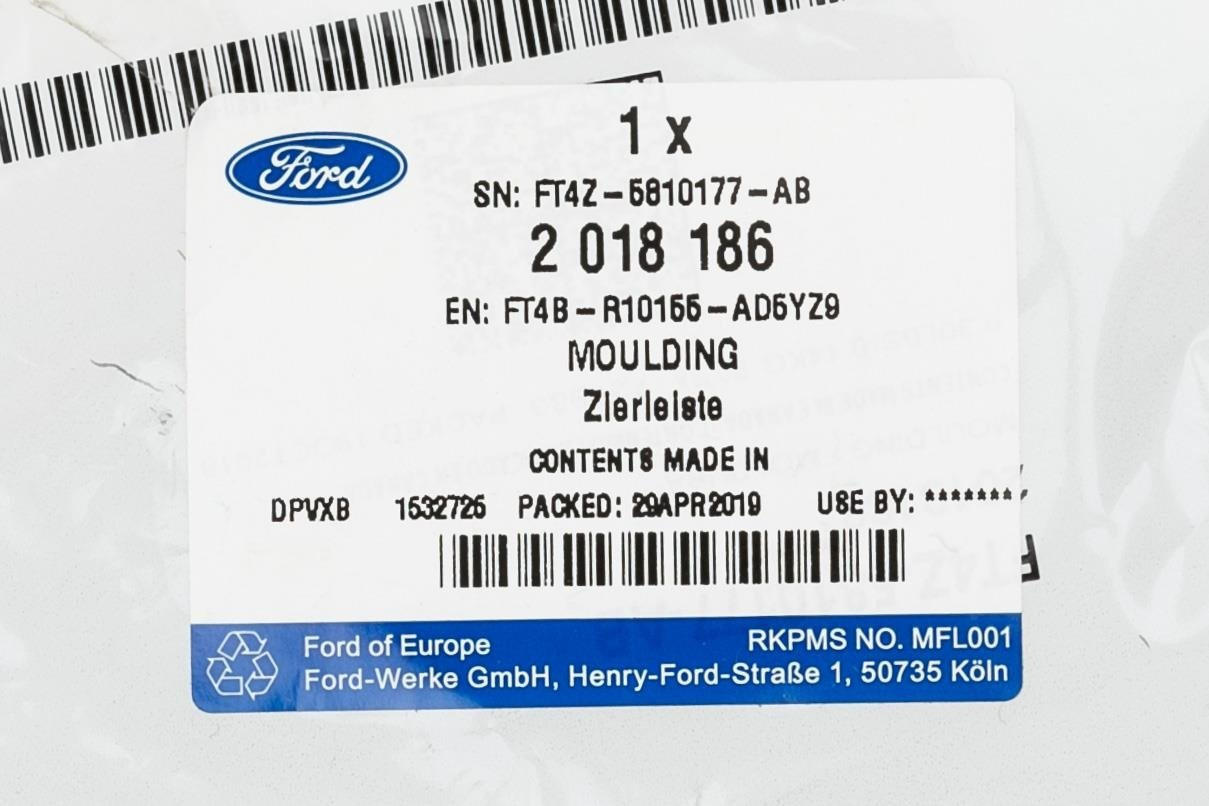 Ford
1 x
SN: FT4Z-5810177-AB
2 018 186
EN: FT4B-R10155-AD5YZ9
MOULDING
Zierleiste
CONTENTS MADE IN
DPVXB 1532725 PACKED: 29APR2019 USE BY: ********
Ford of Europe RKPMS NO. MFL001
Ford-Werke GmbH, Henry-Ford-Straße 1, 50735 Köln